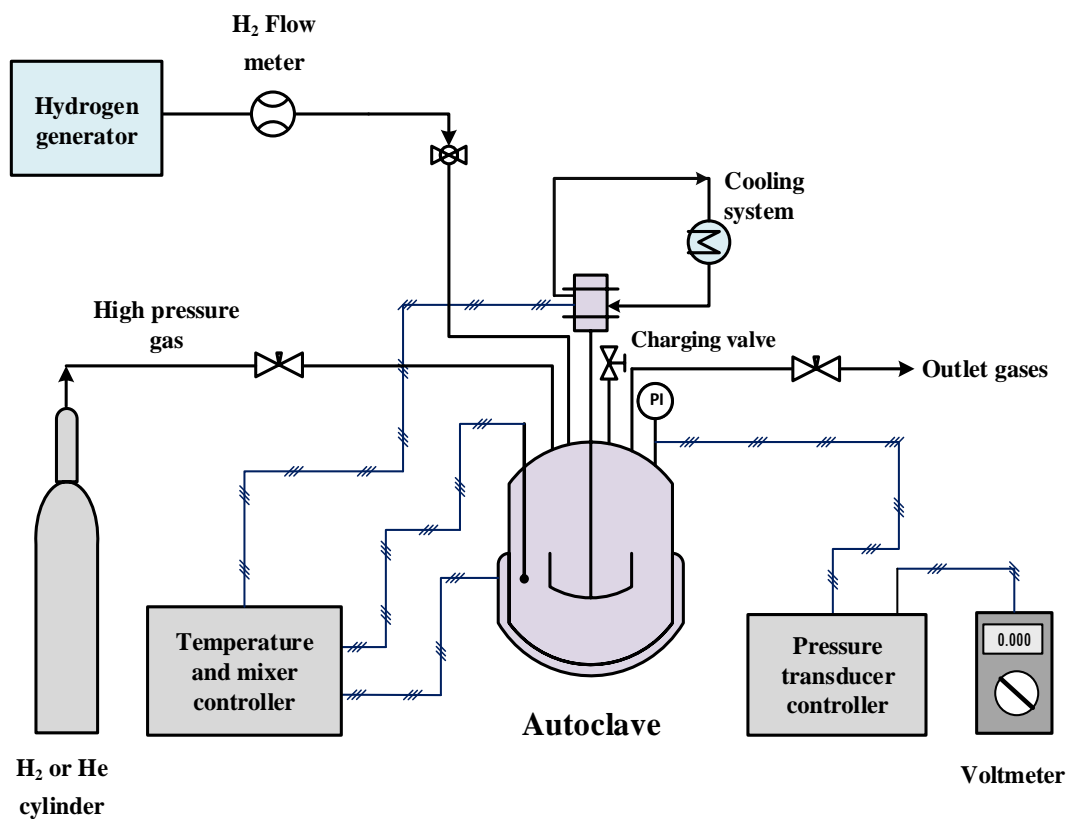 H₂ Flow
meter
Hydrogen
generator
Cooling
system
High pressure
gas
Charging valve
Outlet gases
PI
Temperature
and mixer
controller
Autoclave
Pressure
transducer
controller
0.000
Voltmeter
H₂ or He
cylinder